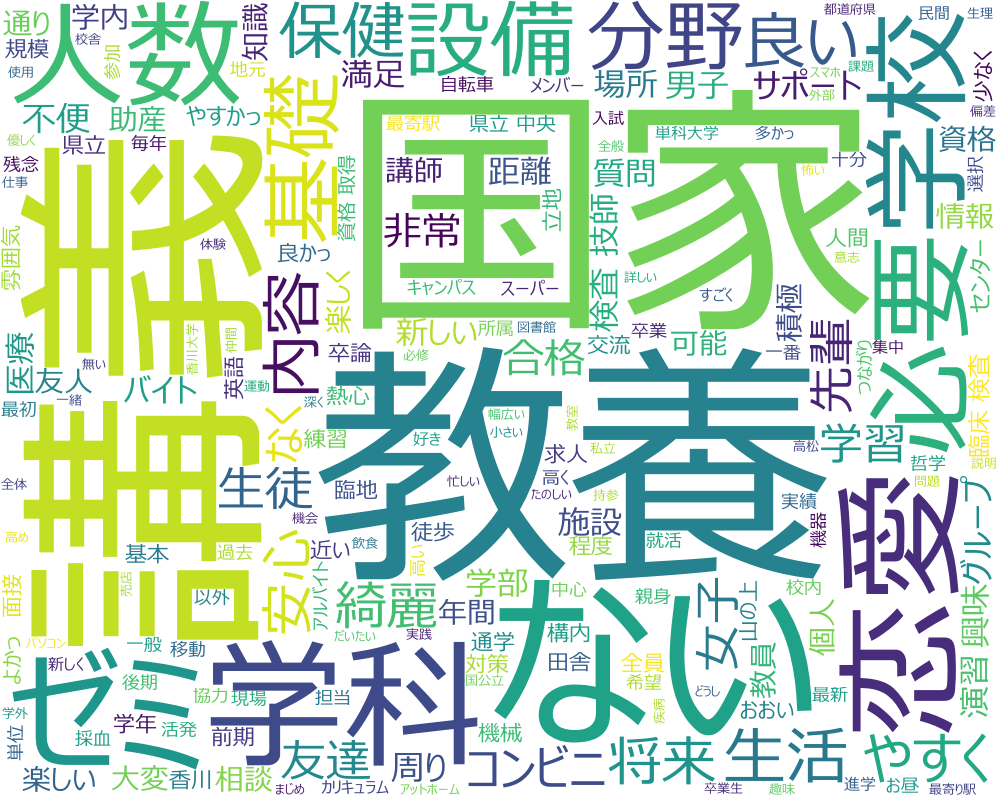 通り
学内
規模
校舎
使用
参加
地元
知識
人数
保健
設備
分野
良い
都道府県
民間
生理
学校
満足
自転車
メンバー
場所
男子
サポート
スマホ
外部
課題
少なく
偏差
不便
助産
やすかっ
最寄駅
県立
中央
入試
単科大学
多かっ
全般
十分
選択
資格
優しく
仕事
残念
県立
毎年
講義
基礎
資格
取得
国家
講師
距離
立地
質問
技師
怖い
人間
意志
情報
センター
雰囲気
体験
良かっ
非常
キャンパス
スーパー
検査
詳しい
すごく
必要
内容
楽しく
新しい
所属
図書館
卒業
積極
一番
集中
医療
友人
無い
香川大学
仲間
バイト
英語
運動
卒論
必修
合格
交流
可能
先輩
つながり
臨床
検査
説明
最初
一緒
なく
熱心
深く
練習
教養
幅広い
小さい
好き
教室
私立
求人
高松
学習
哲学
問題
全体
高め
生徒
機会
臨地
忙しい
たのしい
高く
持参
実績
機器
恋愛
グループ
興味
基本
過去
安心
近い
飲食
徒歩
高い
施設
程度
就活
面接
売店
以外
アルバイト
綺麗
学部
年間
中心
親身
女子
山の上
校内
個人
演習
よかっ
パソコン
新しく
一般
移動
だいたい
実践
通学
構内
教員
ゼミ
後期
協力
現場
担当
学科
対策
国公立
ない
田舎
全員
希望
どうし
おおい
最新
学外
単位
採血
学年
活発
前期
機械
疾病
楽しい
大変
香川
相談
まじめ
友達
カリキュラム
周り
アットホーム
コンビニ
将来
生活
卒業生
趣味
進学
やすく
お昼
最寄り駅